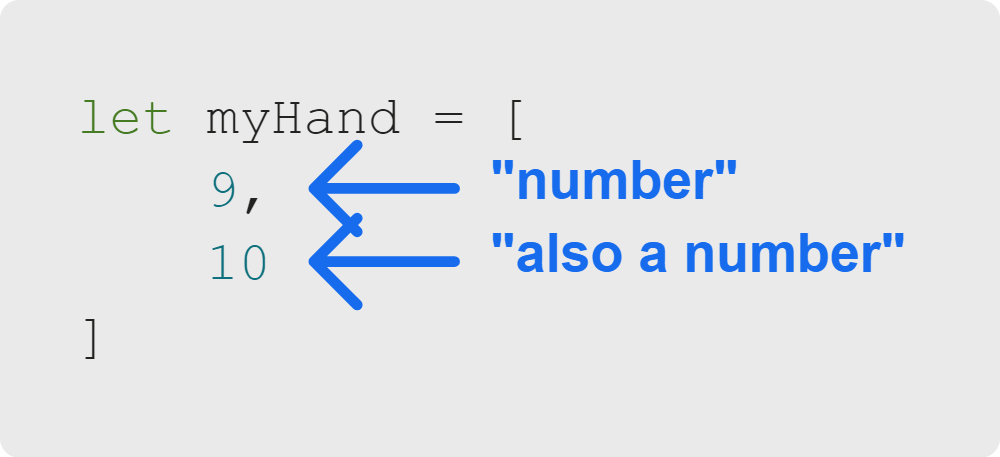 let myHand = [
9, "number"
10 "also a number"
]